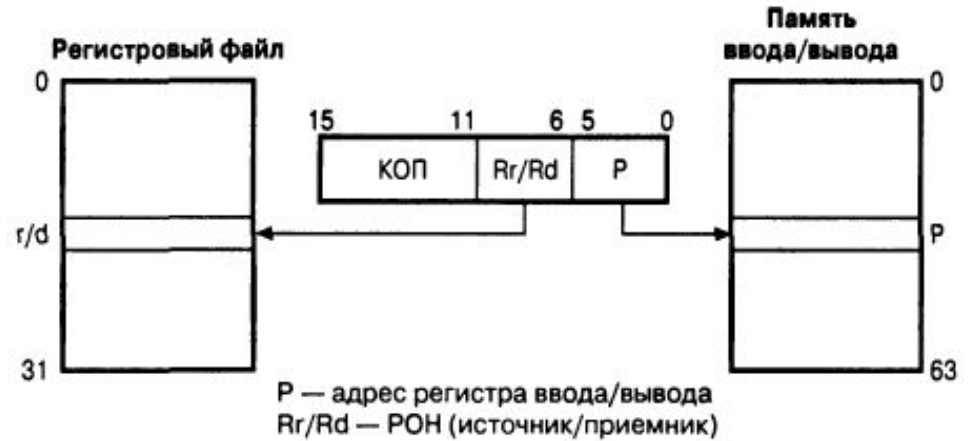 Регистровый файл
Память
ввода/вывода
0
0
15 11 6 5 0
КОП Rr/Rd P
r/d
P
31
63
P — адрес регистра ввода/вывода
Rr/Rd — РОН (источник/приемник)